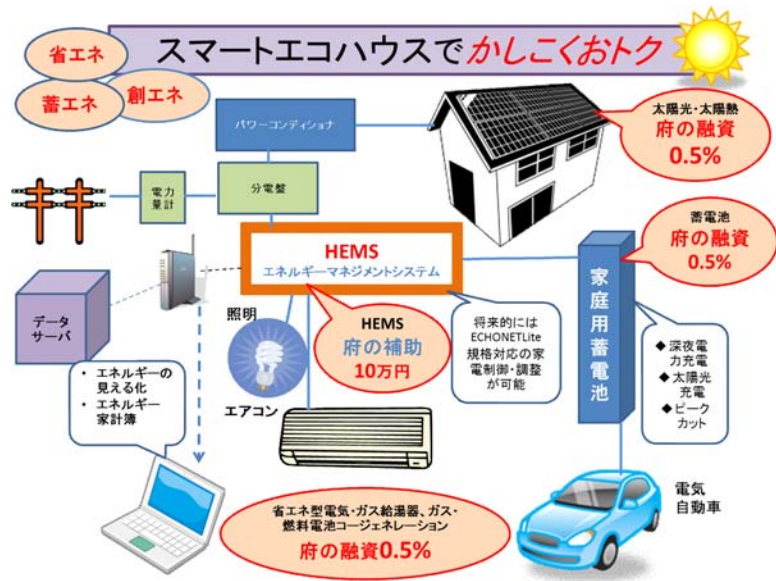 スマートエコハウスでかしこくおトク
省エネ
蓄エネ
創エネ
パワーコンディショナ
太陽光・太陽熱
府の融資
0.5%
電力
量計
分電盤
HEMS
エネルギーマネジメントシステム
蓄電池
府の融資
0.5%
データ
サーバ
照明
HEMS
府の補助
10万円
将来的には
ECHONETLite
規格対応の家
電制御・調整
が可能
家庭用蓄電池
◆深夜電
力充電
◆太陽光
充電
◆ピーク
カット
• エネルギーの
見える化
• エネルギー
家計簿
エアコン
省エネ型電気・ガス給湯器、ガス・
燃料電池コージェネレーション
府の融資0.5%
電気
自動車